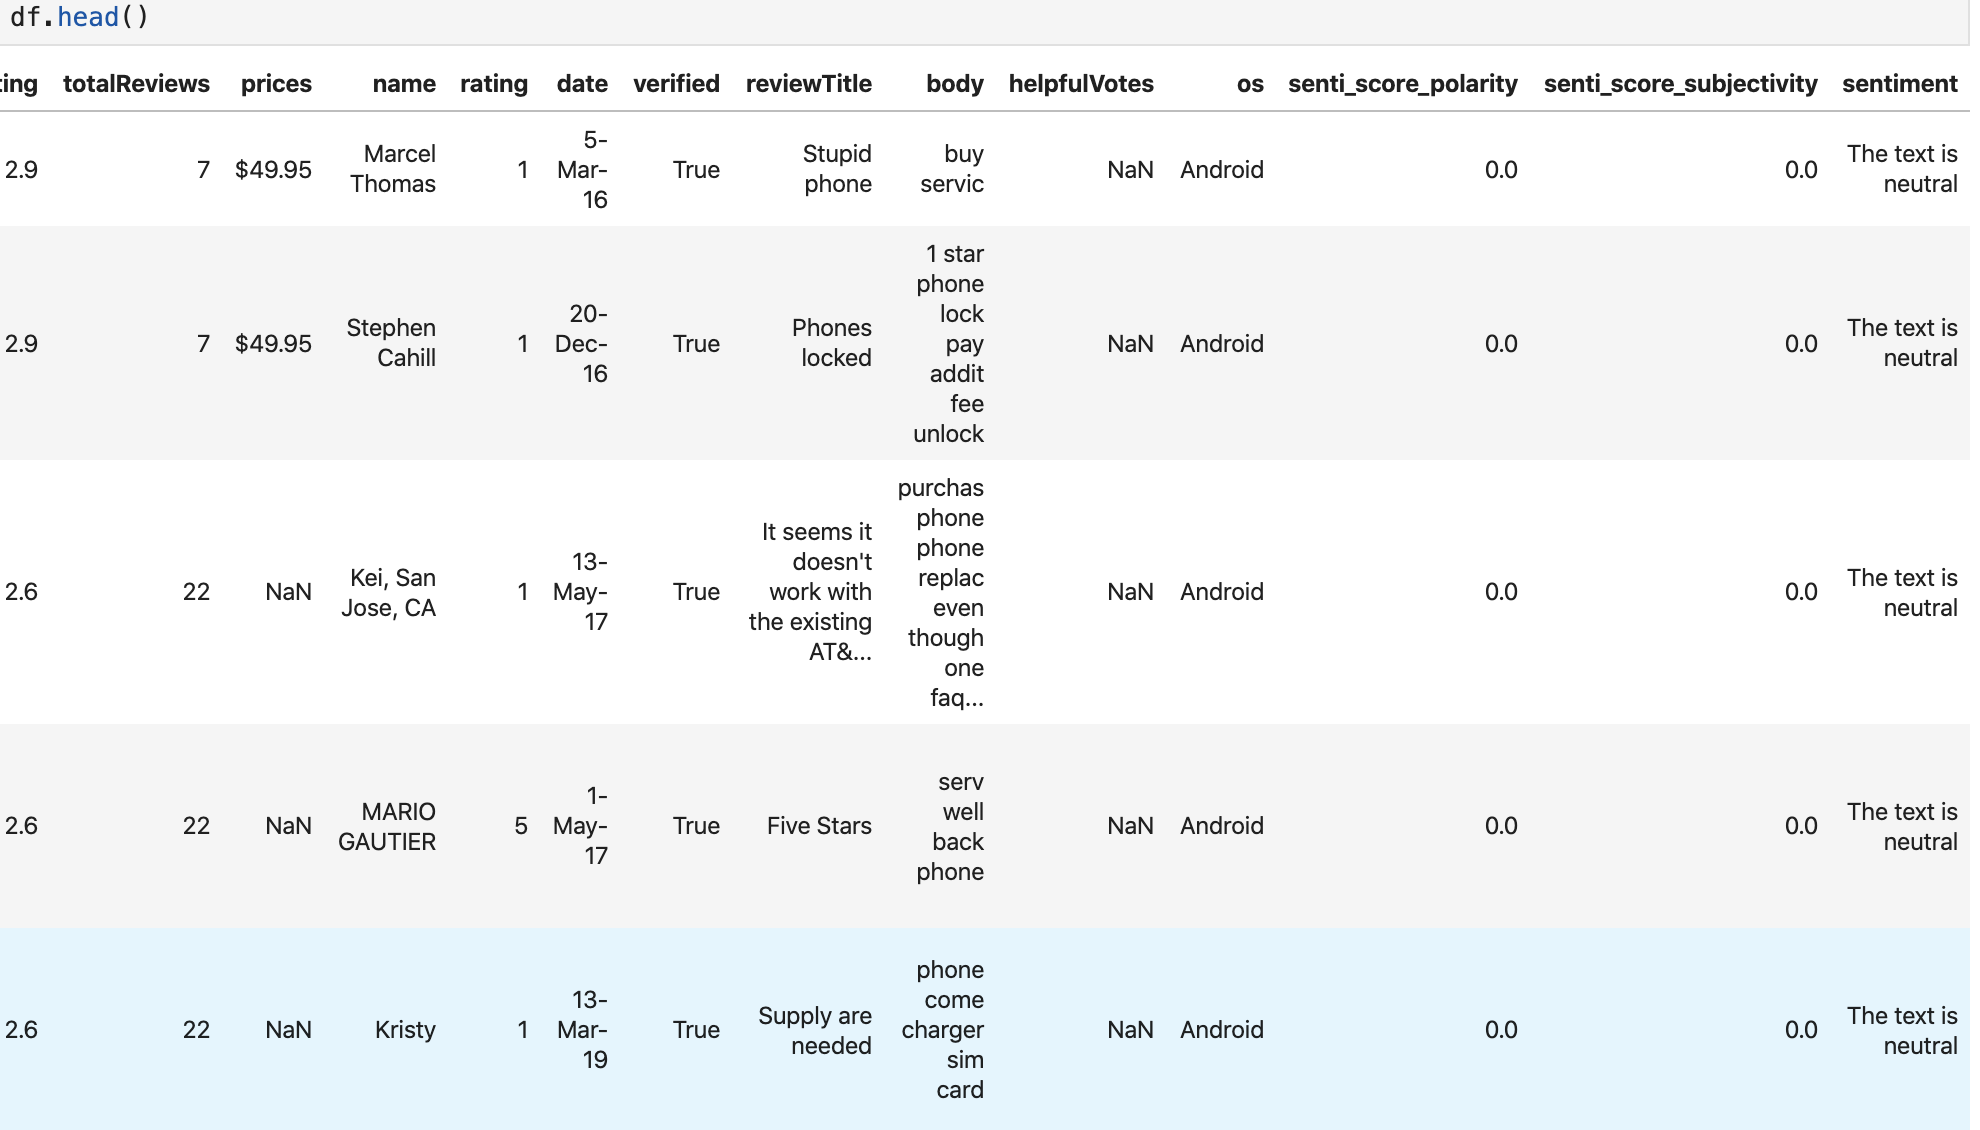 df.head()
ting totalReviews prices name rating date verified reviewTitle body helpfulVotes os senti_score_polarity senti_score_subjectivity sentiment
2.9 7 $49.95 Marcel Thomas 1 5-Mar-16 True Stupid phone buy servic NaN Android 0.0 0.0 The text is neutral
2.9 7 $49.95 Stephen Cahill 1 20-Dec-16 True Phones locked 1 star phone lock pay addit fee unlock NaN Android 0.0 0.0 The text is neutral
2.6 22 NaN Kei, San Jose, CA 1 13-May-17 True It seems it doesn't work with the existing AT&... purchas phone phone replac even though one faq... NaN Android 0.0 0.0 The text is neutral
2.6 22 NaN MARIO GAUTIER 5 1-May-17 True Five Stars serv well back phone NaN Android 0.0 0.0 The text is neutral
2.6 22 NaN Kristy 1 13-Mar-19 True Supply are needed phone come charger sim card NaN Android 0.0 0.0 The text is neutral